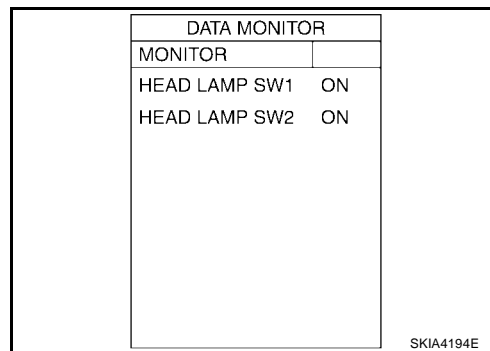 DATA MONITOR
MONITOR
HEAD LAMP SW1 ON
HEAD LAMP SW2 ON
SKIA4194E